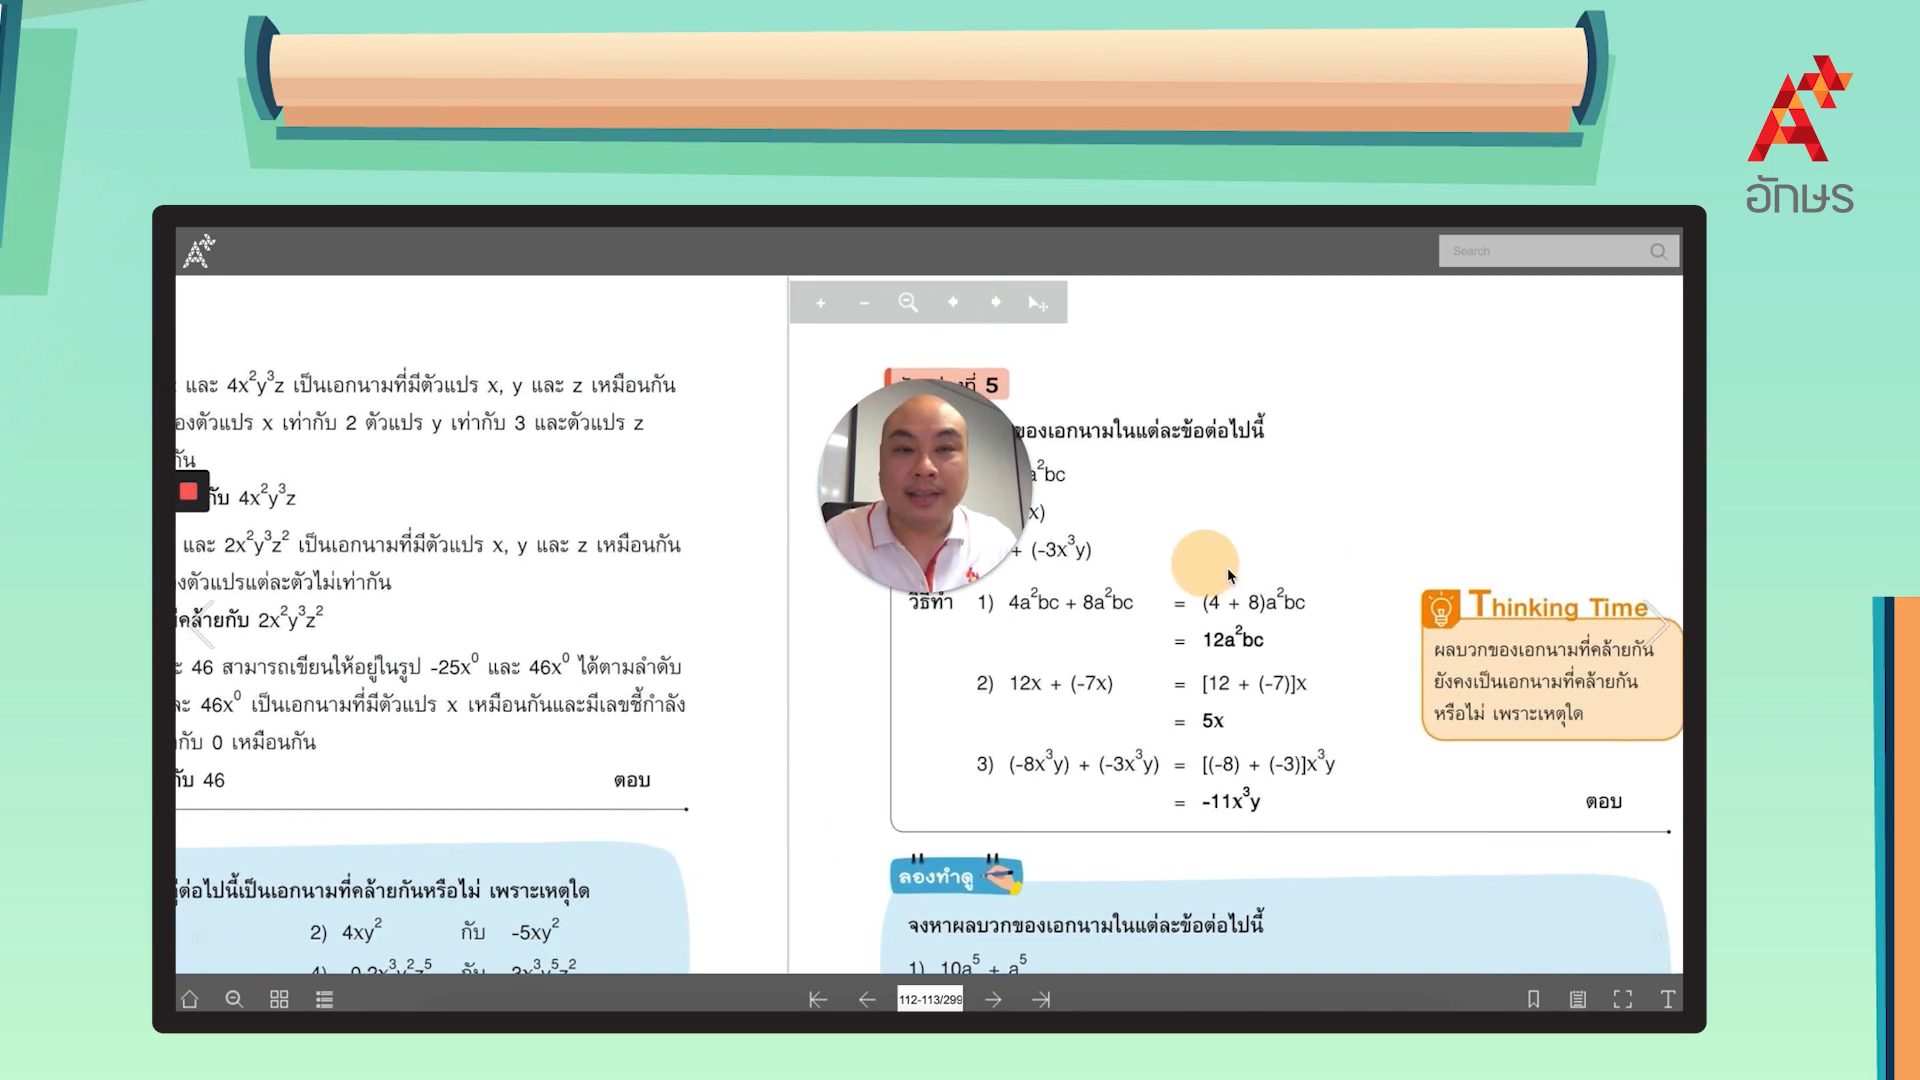 อักษร
Search
และ 4x²y³z เป็นเอกนามที่มีตัวแปร x, y และ z เหมือนกัน
องตัวแปร x เท่ากับ 2 ตัวแปร y เท่ากับ 3 และตัวแปร z
กัน
กับ 4x²y³z
และ 2x²y³z² เป็นเอกนามที่มีตัวแปร x, y และ z เหมือนกัน
งตัวแปรแต่ละตัวไม่เท่ากัน
คล้ายกับ 2x²y³z²
ะ 46 สามารถเขียนให้อยู่ในรูป -25x⁰ และ 46x⁰ ได้ตามลำดับ
ละ 46x⁰ เป็นเอกนามที่มีตัวแปร x เหมือนกันและมีเลขชี้กำลัง
กับ 0 เหมือนกัน
กับ 46 ตอบ
ต่อไปนี้เป็นเอกนามที่คล้ายกันหรือไม่ เพราะเหตุใด
2) 4xy² กับ -5xy²
4) 0.2x³y²z⁵ กับ 3x³y⁵z²
ที่ 5
ของเอกนามในแต่ละข้อต่อไปนี้
a²bc
x)
+ (-3x³y)
วิธีทำ 1) 4a²bc + 8a²bc = (4 + 8)a²bc
= 12a²bc
2) 12x + (-7x) = [12 + (-7)]x
= 5x
3) (-8x³y) + (-3x³y) = [(-8) + (-3)]x³y
= -11x³y ตอบ
Thinking Time
ผลบวกของเอกนามที่คล้ายกัน
ยังคงเป็นเอกนามที่คล้ายกัน
หรือไม่ เพราะเหตุใด
ลองทำดู
จงหาผลบวกของเอกนามในแต่ละข้อต่อไปนี้
1) 10a⁵ + a⁵
112-113/299